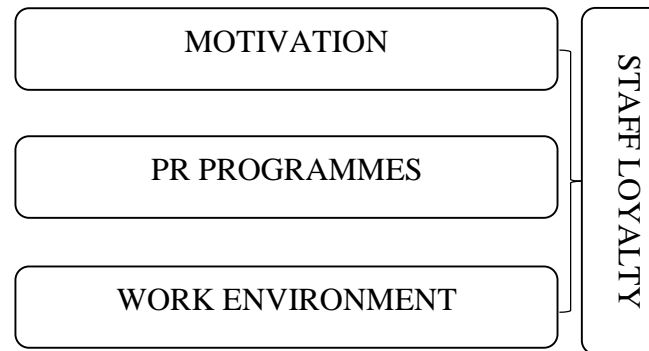 MOTIVATION
PR PROGRAMMES
WORK ENVIRONMENT
STAFF LOYALTY